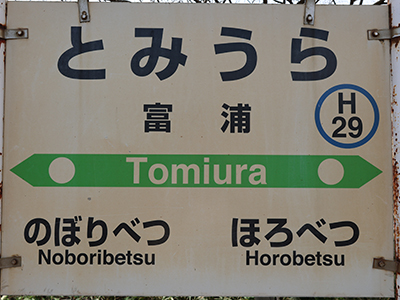 とみうら
富浦
H
29
Tomiura
のぼりべつ ほろべつ
Noboribetsu Horobetsu